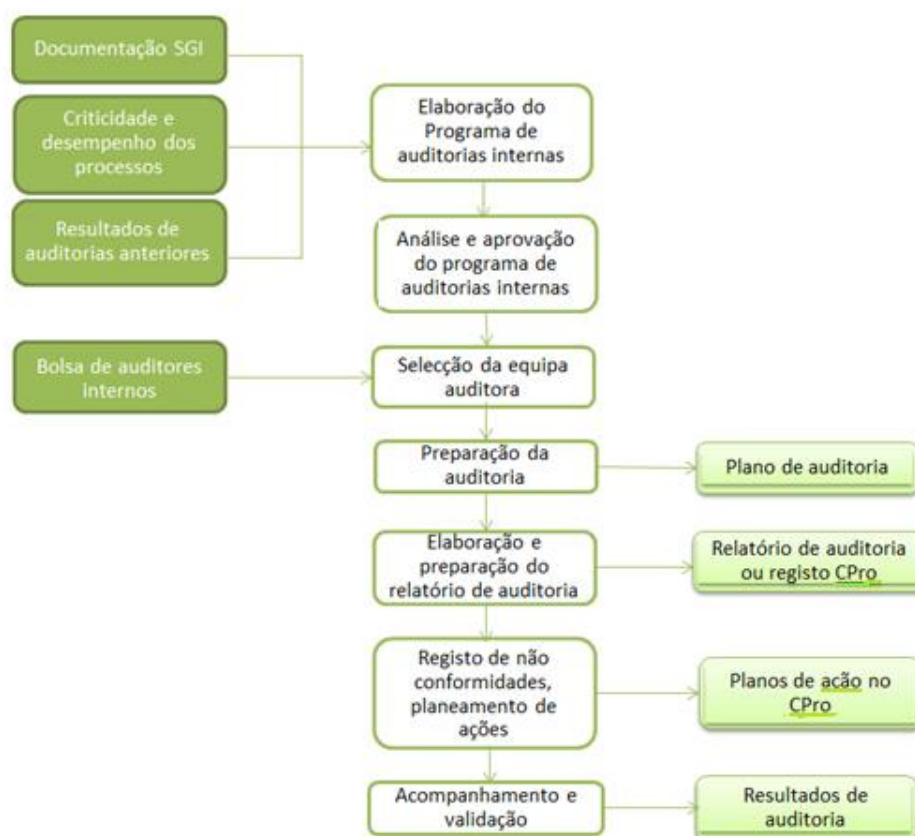 Documentação SGI
Criticidade e
desempenho dos
processos
Resultados de
auditorias anteriores
Elaboração do
Programa de
auditorias internas
Análise e aprovação
do programa de
auditorias internas
Bolsa de auditores
internos
Selecção da equipa
auditora
Preparação da
auditoria
Plano de auditoria
Elaboração e
preparação do
relatório de auditoria
Relatório de auditoria
ou registo CPro
Registo de não
conformidades,
planeamento de
ações
Planos de ação no
CPro
Acompanhamento e
validação
Resultados de
auditoria